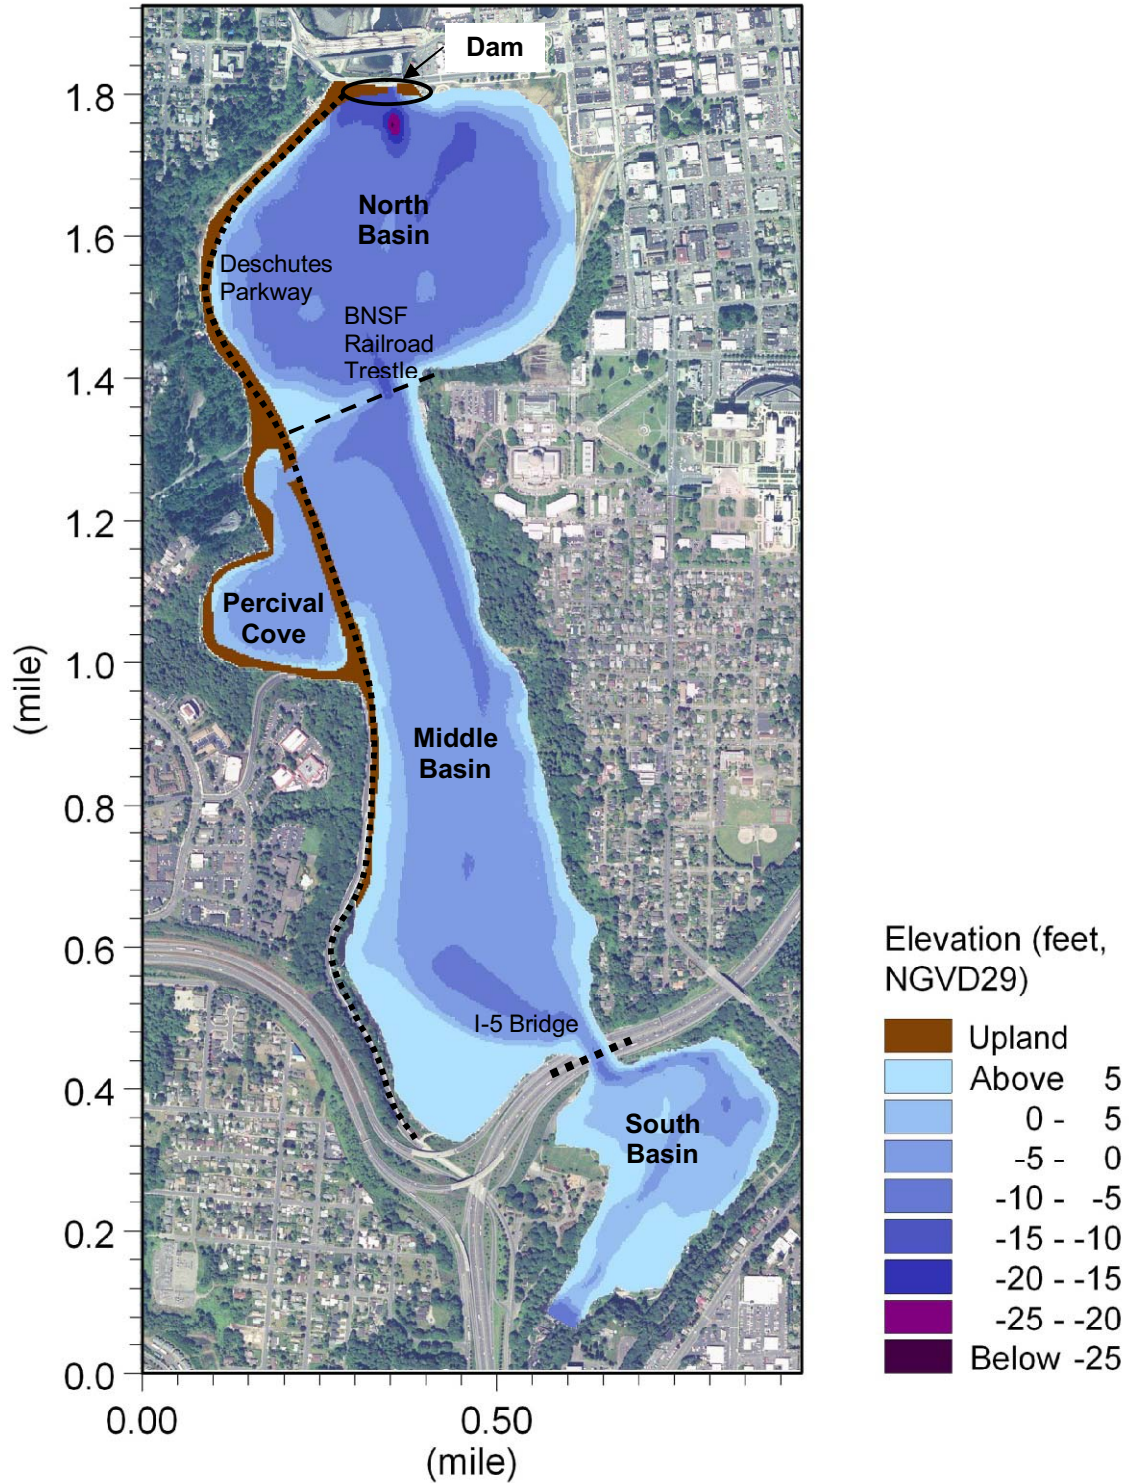 Dam
1.8
North
Basin
1.6
Deschutes
Parkway
BNSF
Railroad
Trestle
1.4
1.2
Percival
Cove
1.0
(mile)
Middle
Basin
0.8
0.6
I-5 Bridge
0.4
South
Basin
0.2
0.0
0.00
0.50
(mile)
Elevation (feet,
NGVD29)
Upland
Above 5
0 - 5
-5 - 0
-10 - -5
-15 - -10
-20 - -15
-25 - -20
Below -25